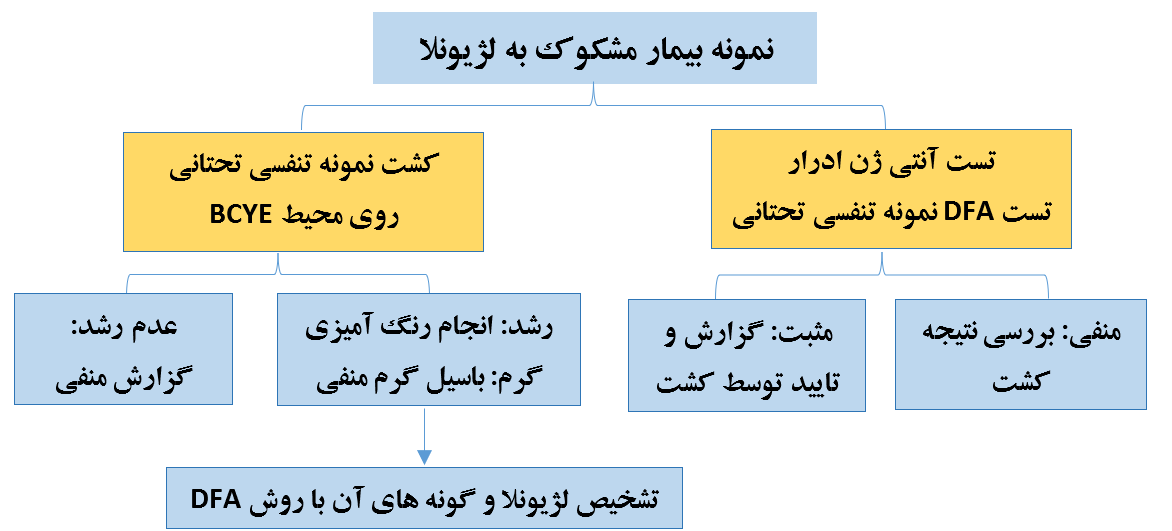 نمونه بیمار مشکوک به لژیونلا
تست آنتی ژن ادرار
تست DFA نمونه تنفسی تحتانی
کشت نمونه تنفسی تحتانی
روی محیط BCYE
منفی: بررسی نتیجه
کشت
مثبت: گزارش و
تایید توسط کشت
رشد: انجام رنگ آمیزی
گرم: باسیل گرم منفی
عدم رشد:
گزارش منفی
تشخیص لژیونلا و گونه های آن با روش DFA